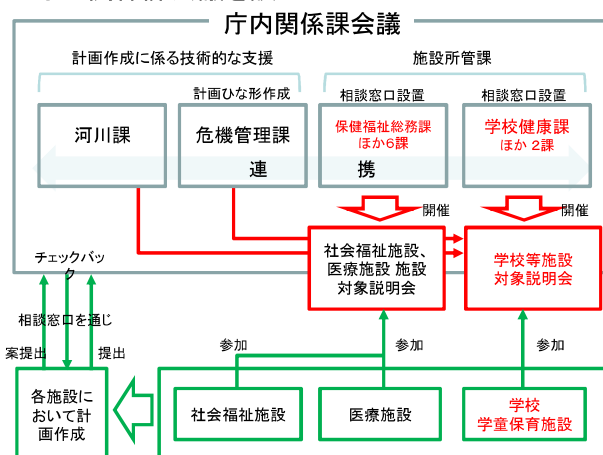 庁内関係課会議
計画作成に係る技術的な支援
施設所管課
計画ひな形作成
相談窓口設置
相談窓口設置
河川課
危機管理課
保健福祉総務課
ほか6課
学校健康課
ほか 2課
連
携
開催
開催
社会福祉施設、
医療施設 施設
対象説明会
学校等施設
対象説明会
チェックバッ
ク
相談窓口を通じ
案提出
提出
参加
参加
参加
各施設に
おいて計
画作成
社会福祉施設
医療施設
学校
学童保育施設